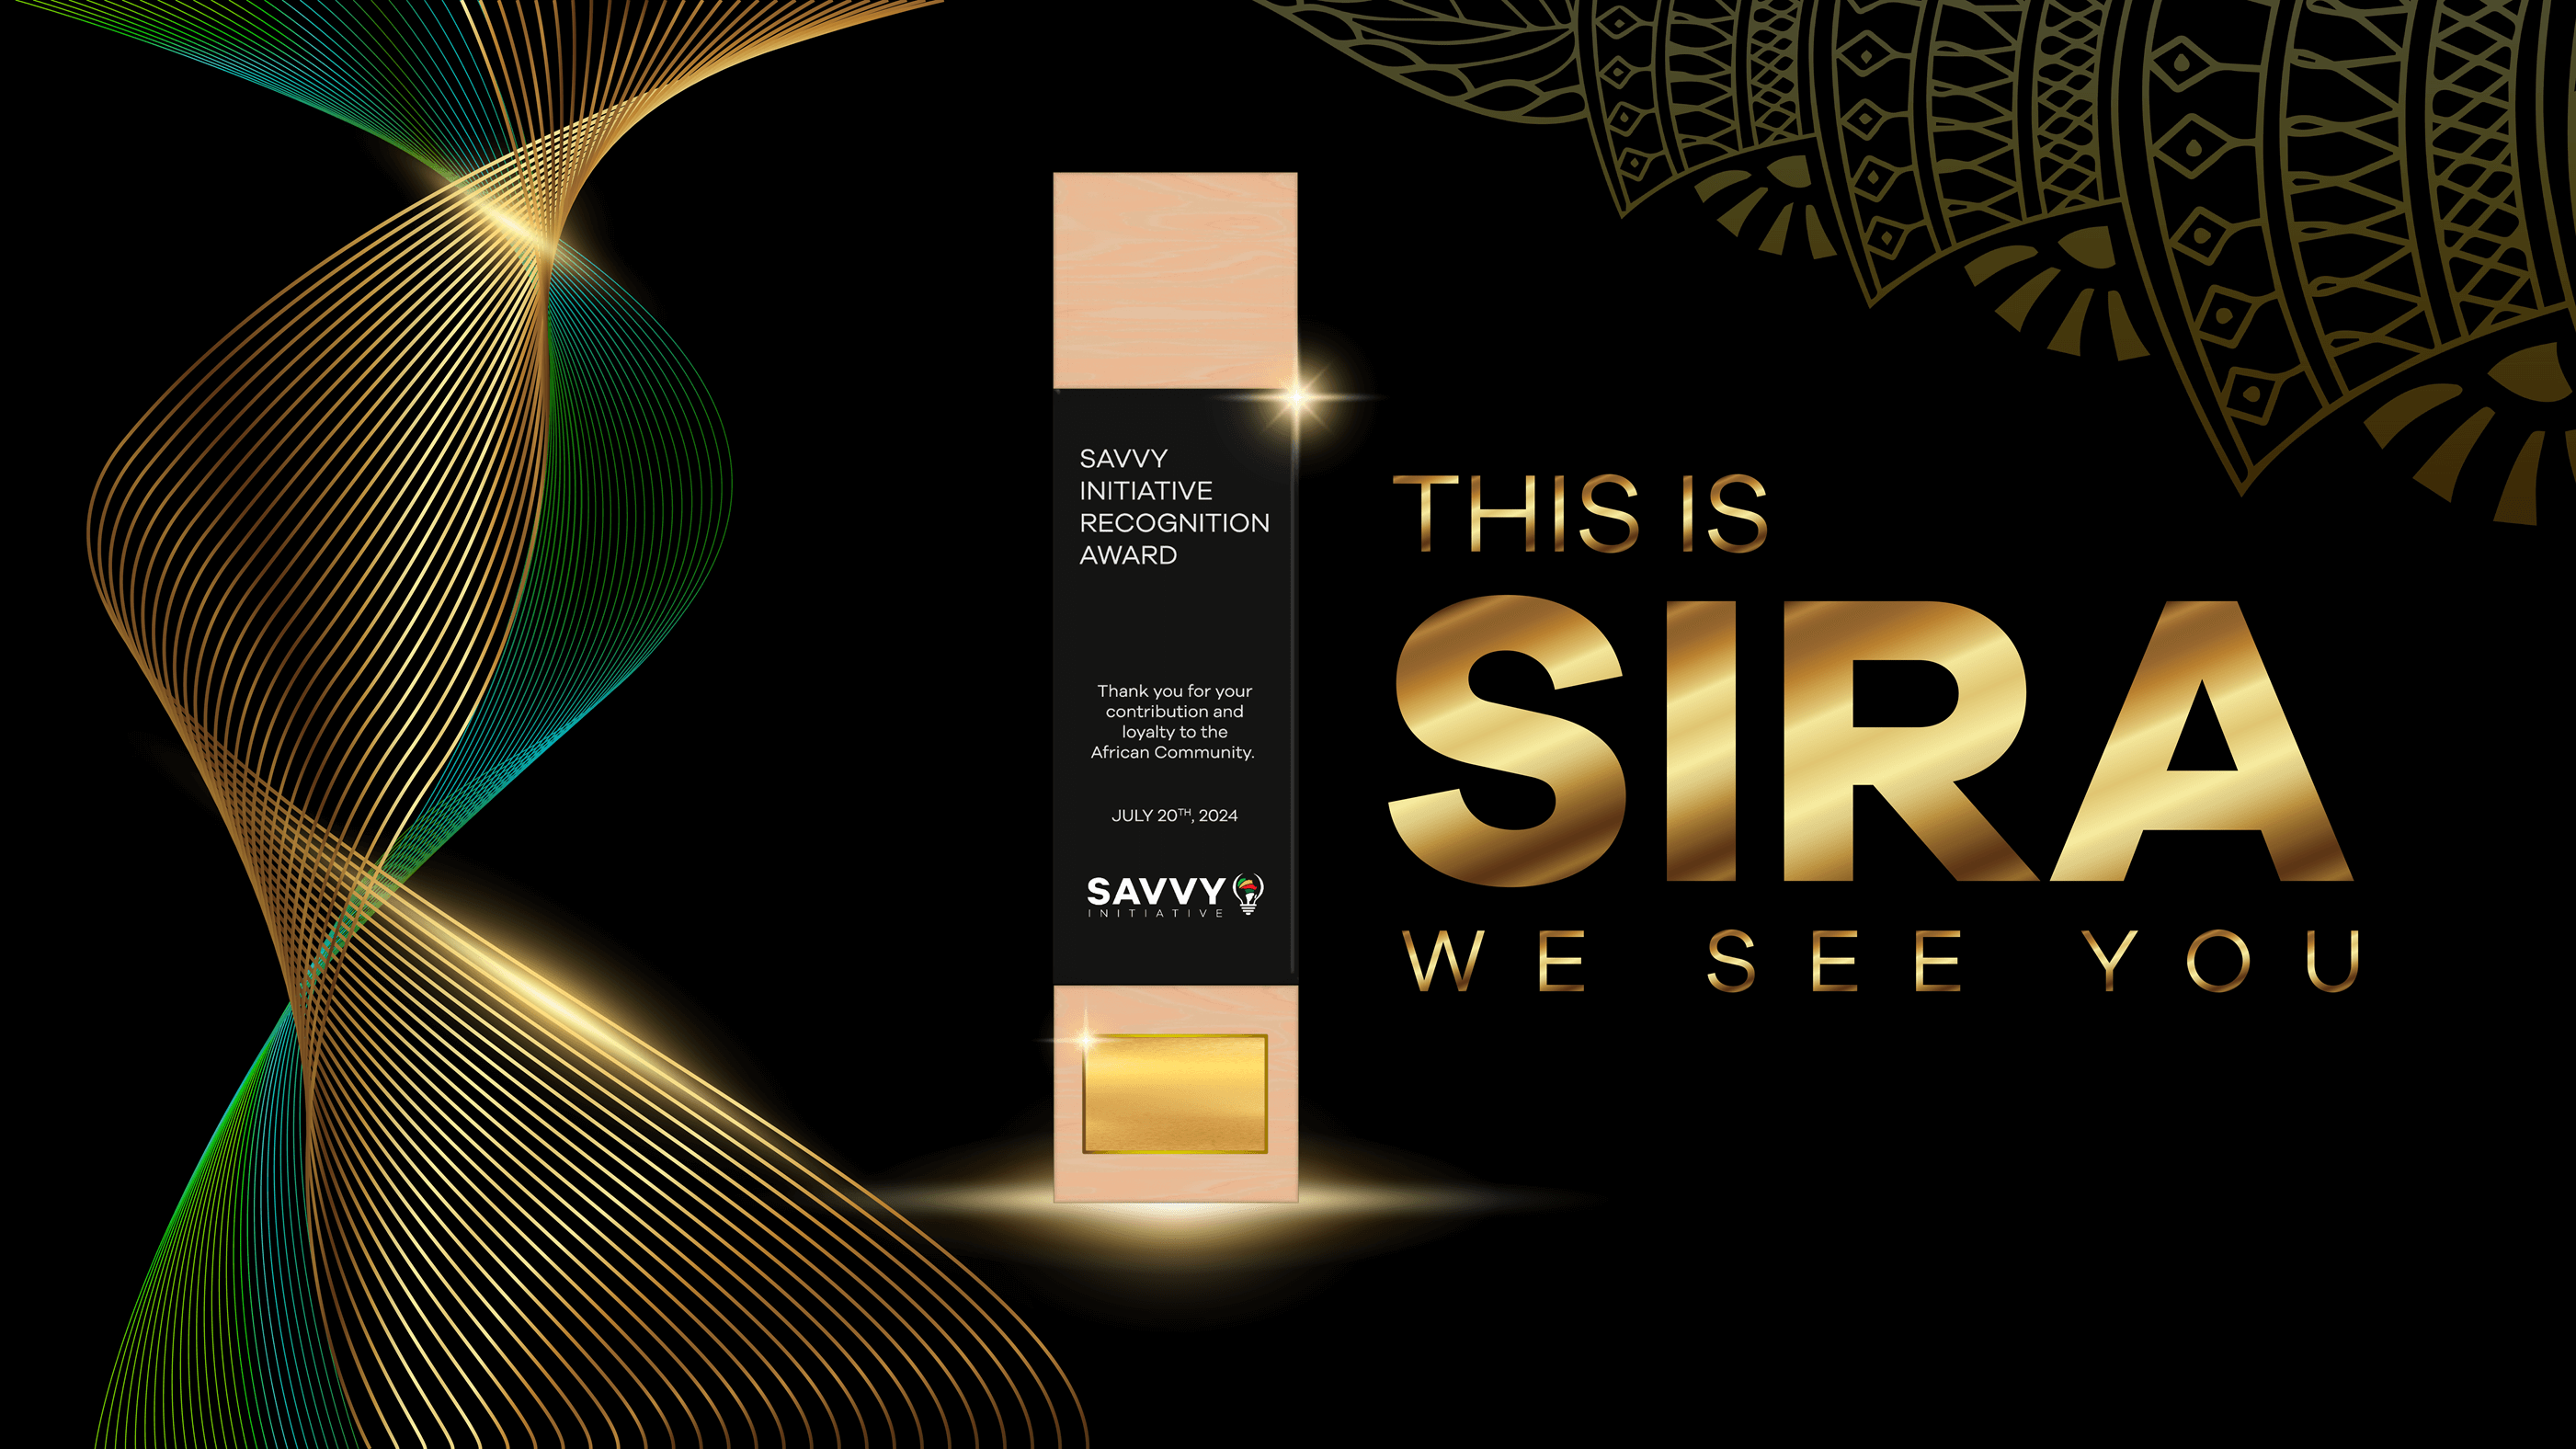 SAVVY
INITIATIVE
RECOGNITION
AWARD
Thank you for your
contribution and
loyalty to the
African Community.
JULY 20TH, 2024
SAVVY
INITIATIVE
THIS IS
SIRA
WE SEE YOU